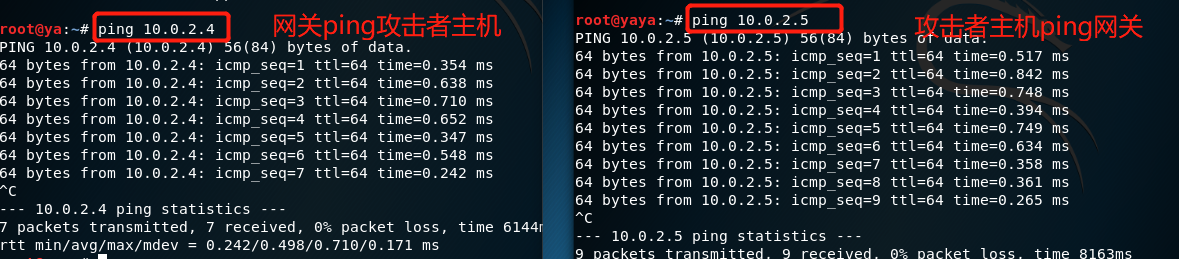 root@ya:~# ping 10.0.2.4
网关ping攻击者主机
PING 10.0.2.4 (10.0.2.4) 56(84) bytes of data.
64 bytes from 10.0.2.4: icmp_seq=1 ttl=64 time=0.354 ms
64 bytes from 10.0.2.4: icmp_seq=2 ttl=64 time=0.638 ms
64 bytes from 10.0.2.4: icmp_seq=3 ttl=64 time=0.710 ms
64 bytes from 10.0.2.4: icmp_seq=4 ttl=64 time=0.652 ms
64 bytes from 10.0.2.4: icmp_seq=5 ttl=64 time=0.347 ms
64 bytes from 10.0.2.4: icmp_seq=6 ttl=64 time=0.548 ms
64 bytes from 10.0.2.4: icmp_seq=7 ttl=64 time=0.242 ms
^C
--- 10.0.2.4 ping statistics ---
7 packets transmitted, 7 received, 0% packet loss, time 6144m
rtt min/avg/max/mdev = 0.242/0.498/0.710/0.171 ms
root@yaya:~# ping 10.0.2.5
攻击者主机ping网关
PING 10.0.2.5 (10.0.2.5) 56(84) bytes of data.
64 bytes from 10.0.2.5: icmp_seq=1 ttl=64 time=0.517 ms
64 bytes from 10.0.2.5: icmp_seq=2 ttl=64 time=0.842 ms
64 bytes from 10.0.2.5: icmp_seq=3 ttl=64 time=0.748 ms
64 bytes from 10.0.2.5: icmp_seq=4 ttl=64 time=0.394 ms
64 bytes from 10.0.2.5: icmp_seq=5 ttl=64 time=0.749 ms
64 bytes from 10.0.2.5: icmp_seq=6 ttl=64 time=0.634 ms
64 bytes from 10.0.2.5: icmp_seq=7 ttl=64 time=0.358 ms
64 bytes from 10.0.2.5: icmp_seq=8 ttl=64 time=0.361 ms
64 bytes from 10.0.2.5: icmp_seq=9 ttl=64 time=0.265 ms
^C
--- 10.0.2.5 ping statistics ---
9 packets transmitted, 9 received, 0% packet loss, time 8163ms